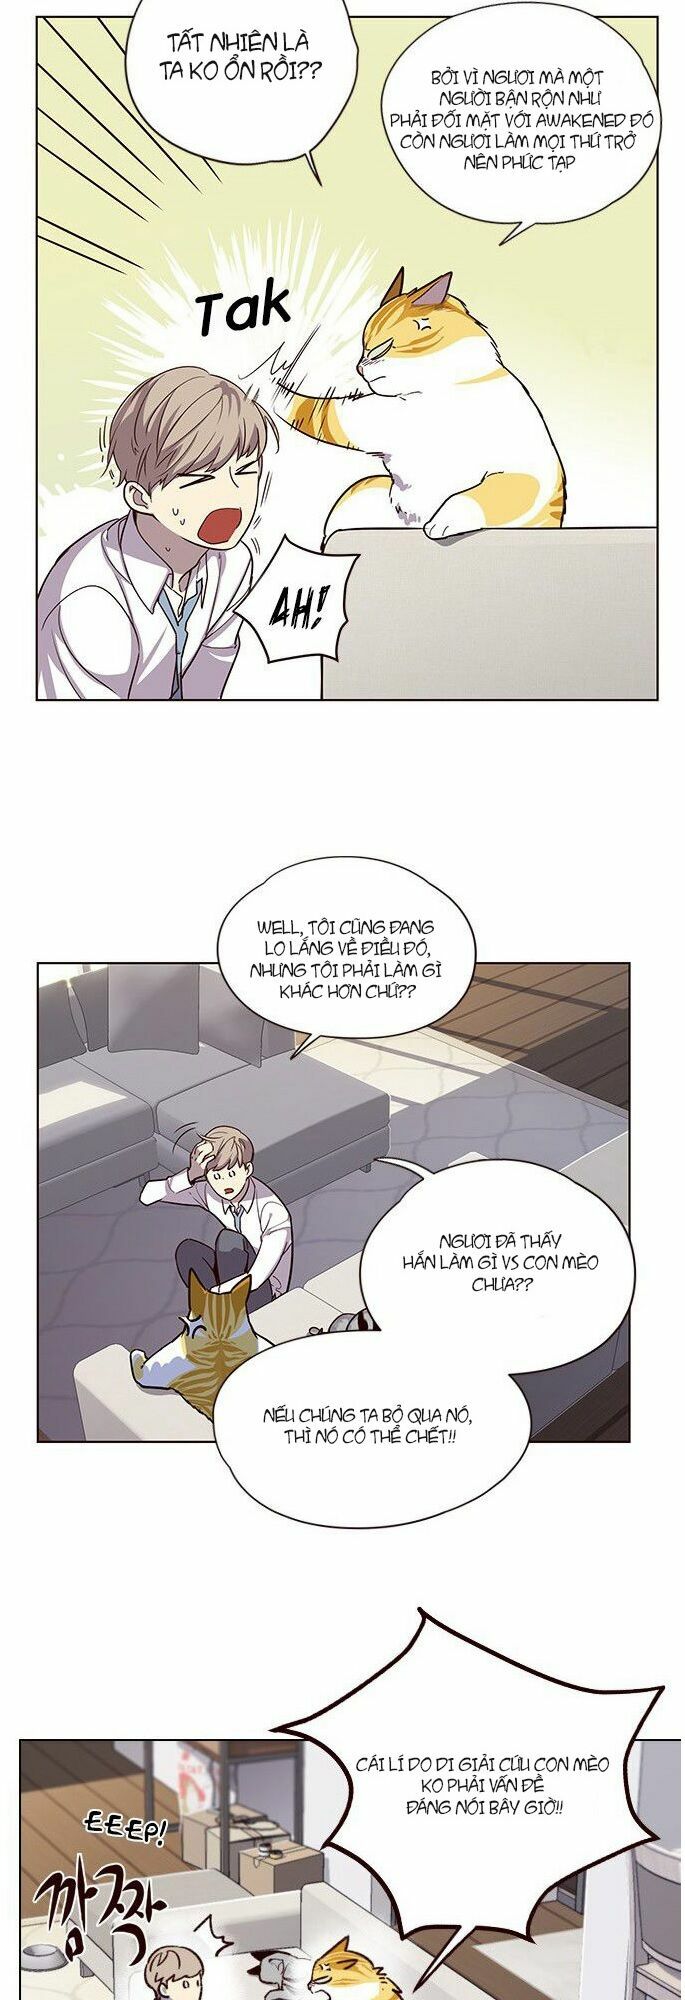 TẤT NHIÊN LÀ
TA KO ỔN RỒI??
BỞI VÌ NGƯƠI MÀ MỘT
NGƯỜI BẬN RỘN NHƯ
PHẢI ĐỐI MẶT VỚI AWAKENED ĐÓ
CÒN NGƯƠI LÀM MỌI THỨ TRỞ
NÊN PHỨC TẠP
Tak
AH!
WELL, TÔI CŨNG ĐANG
LO LẮNG VỀ ĐIỀU ĐÓ,
NHƯNG TÔI PHẢI LÀM GÌ
KHÁC HƠN CHỨ??
NGƯƠI ĐÃ THẤY
HẮN LÀM GÌ VS CON MÈO
CHƯA??
NẾU CHÚNG TA BỎ QUA NÓ,
THÌ NÓ CÓ THỂ CHẾT!!
CÁI LÍ DO DI GIẢI CỨU CON MÈO
KO PHẢI VẤN ĐỀ
ĐÁNG NÓI BÂY GIỜ!!
EEEP!
깜짝